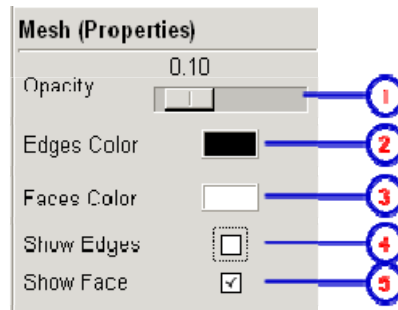 Mesh (Properties)
0.10
Opacity
1
Edges Color
2
Faces Color
3
Show Edges
4
Show Face
5